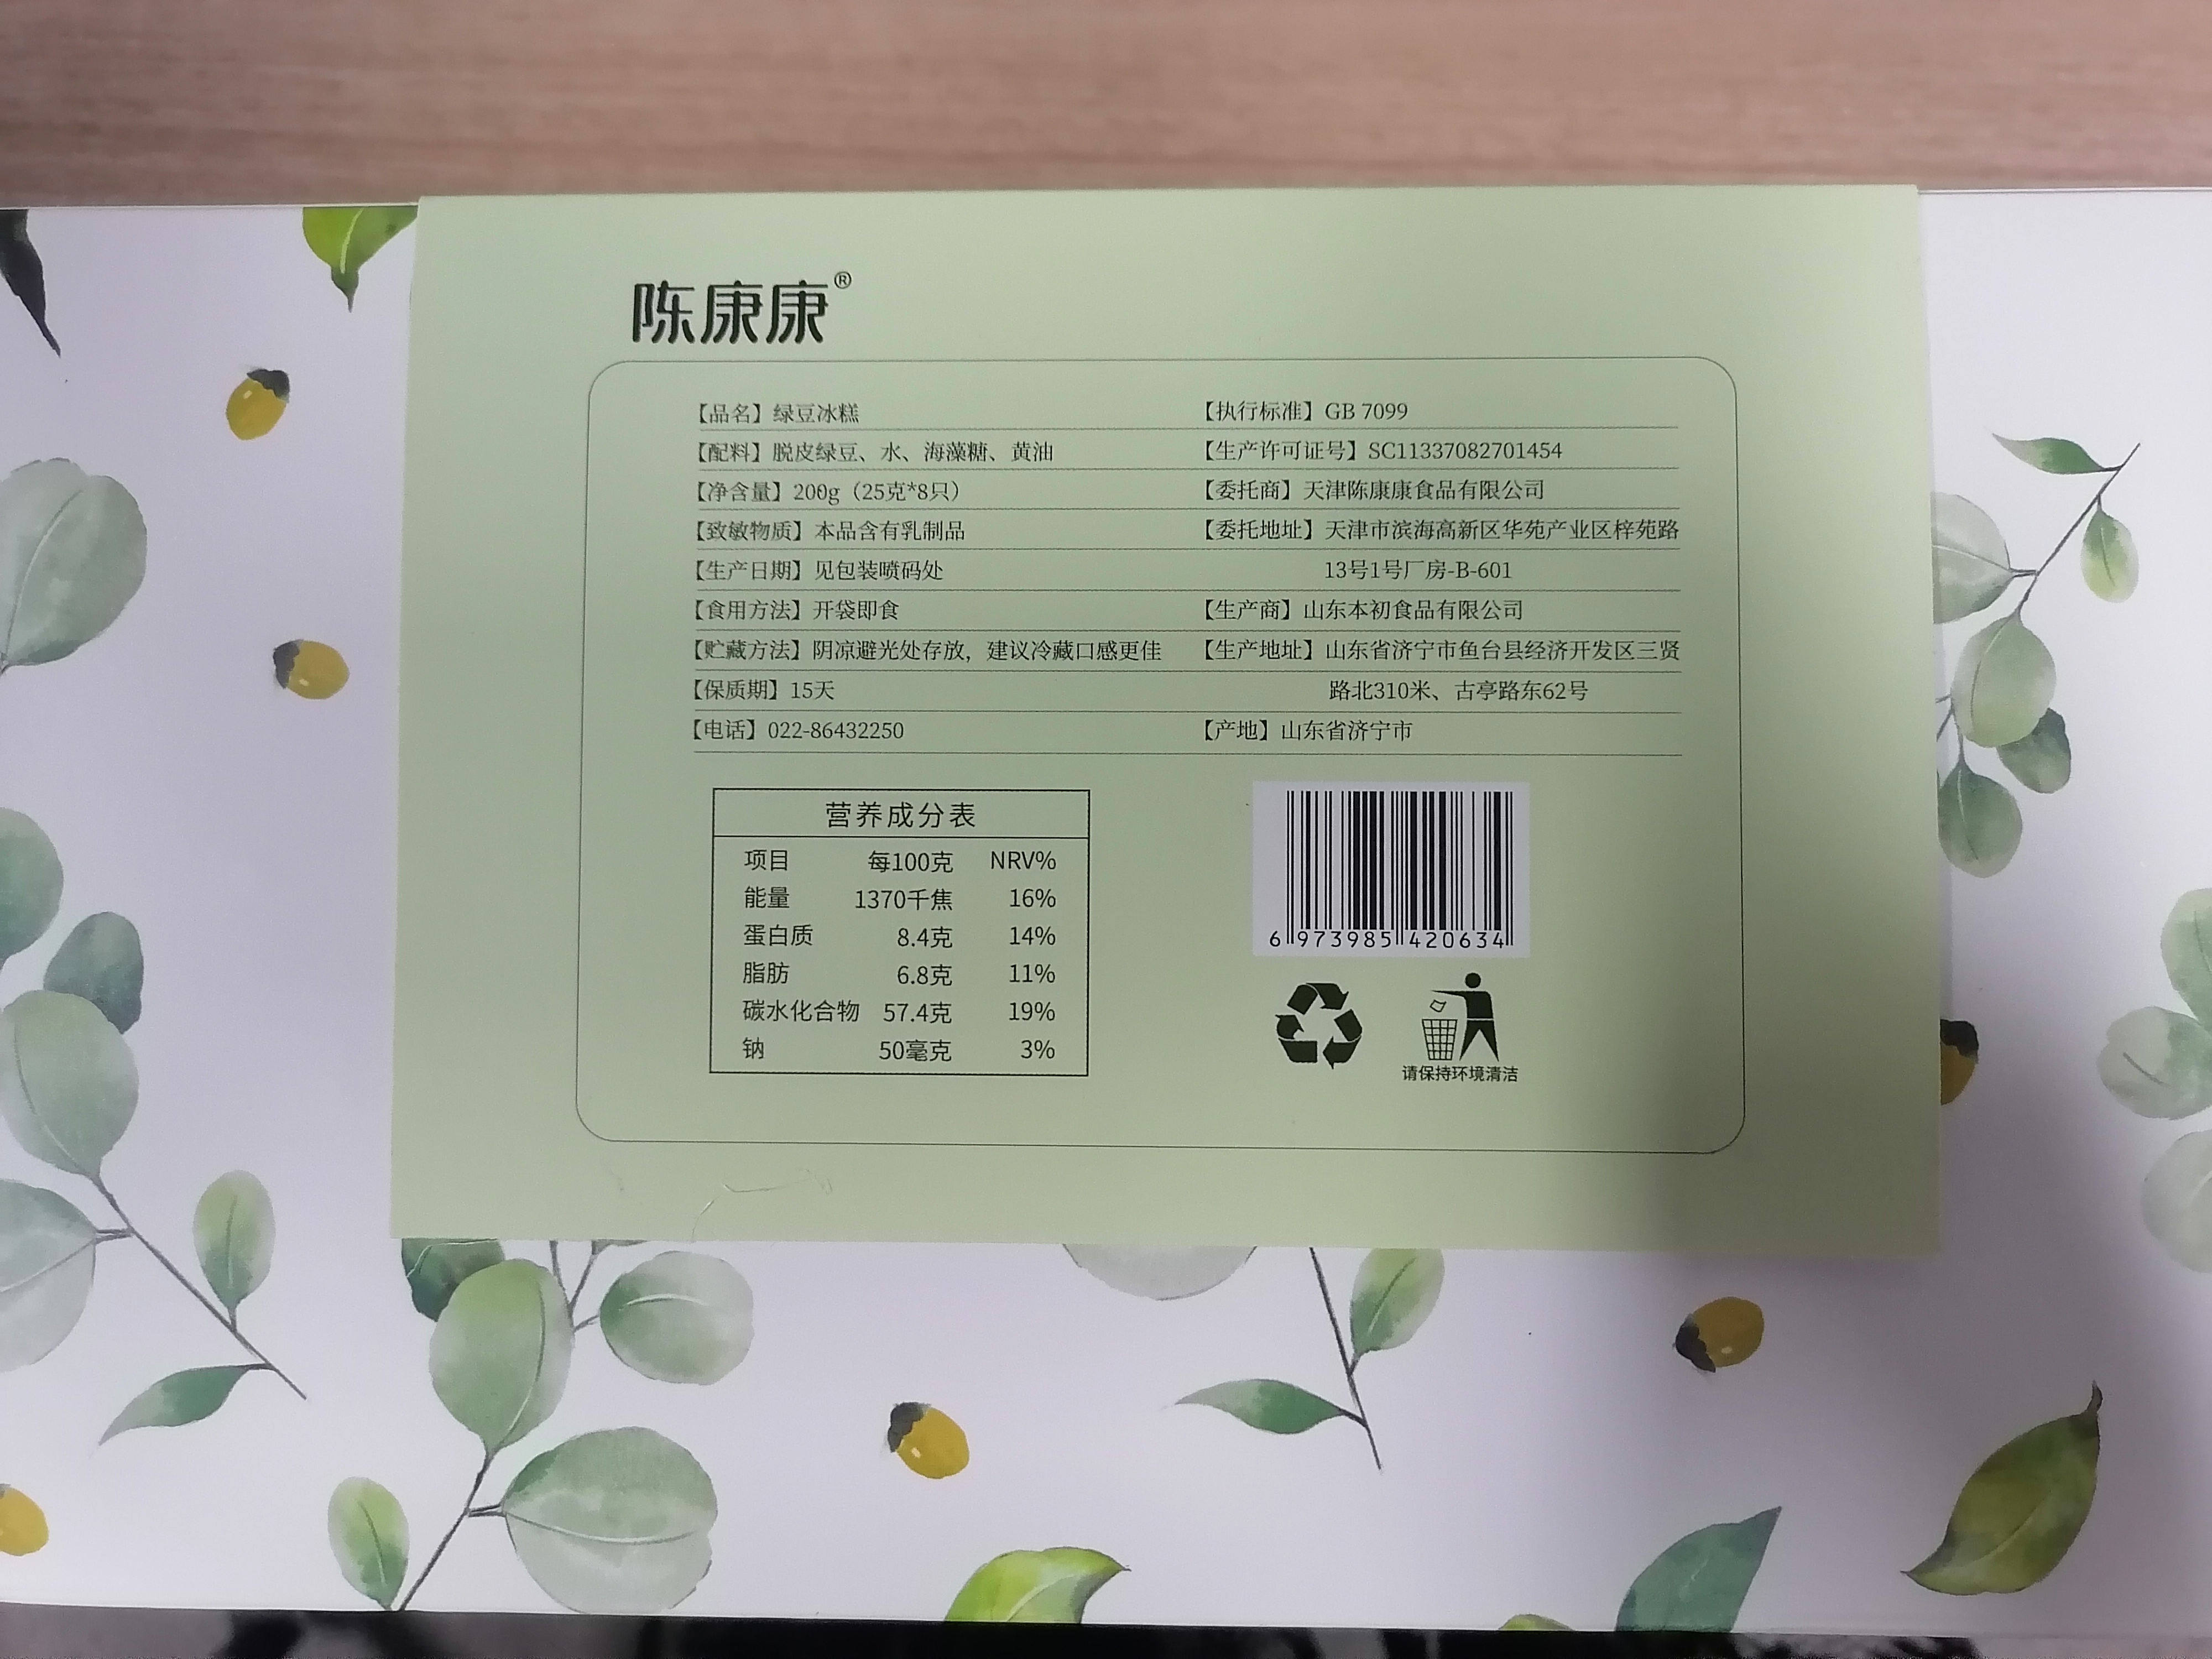 陈康康®
【品名】绿豆冰糕
【配料】脱皮绿豆、水、海藻糖、黄油
【净含量】200g（25克*8只）
【致敏物质】本品含有乳制品
【生产日期】见包装喷码处
【食用方法】开袋即食
【贮藏方法】阴凉避光处存放，建议冷藏口感更佳
【保质期】15天
【电话】022-86432250
【执行标准】GB 7099
【生产许可证号】SC11337082701454
【委托商】天津陈康康食品有限公司
【委托地址】天津市滨海高新区华苑产业区梓苑路
13号1号厂房-B-601
【生产商】山东本初食品有限公司
【生产地址】山东省济宁市鱼台县经济开发区三贤
路北310米、古亭路东62号
【产地】山东省济宁市
营养成分表
项目 每100克 NRV%
能量 1370千焦 16%
蛋白质 8.4克 14%
脂肪 6.8克 11%
碳水化合物 57.4克 19%
钠 50毫克 3%
6 973985 420634
请保持环境清洁